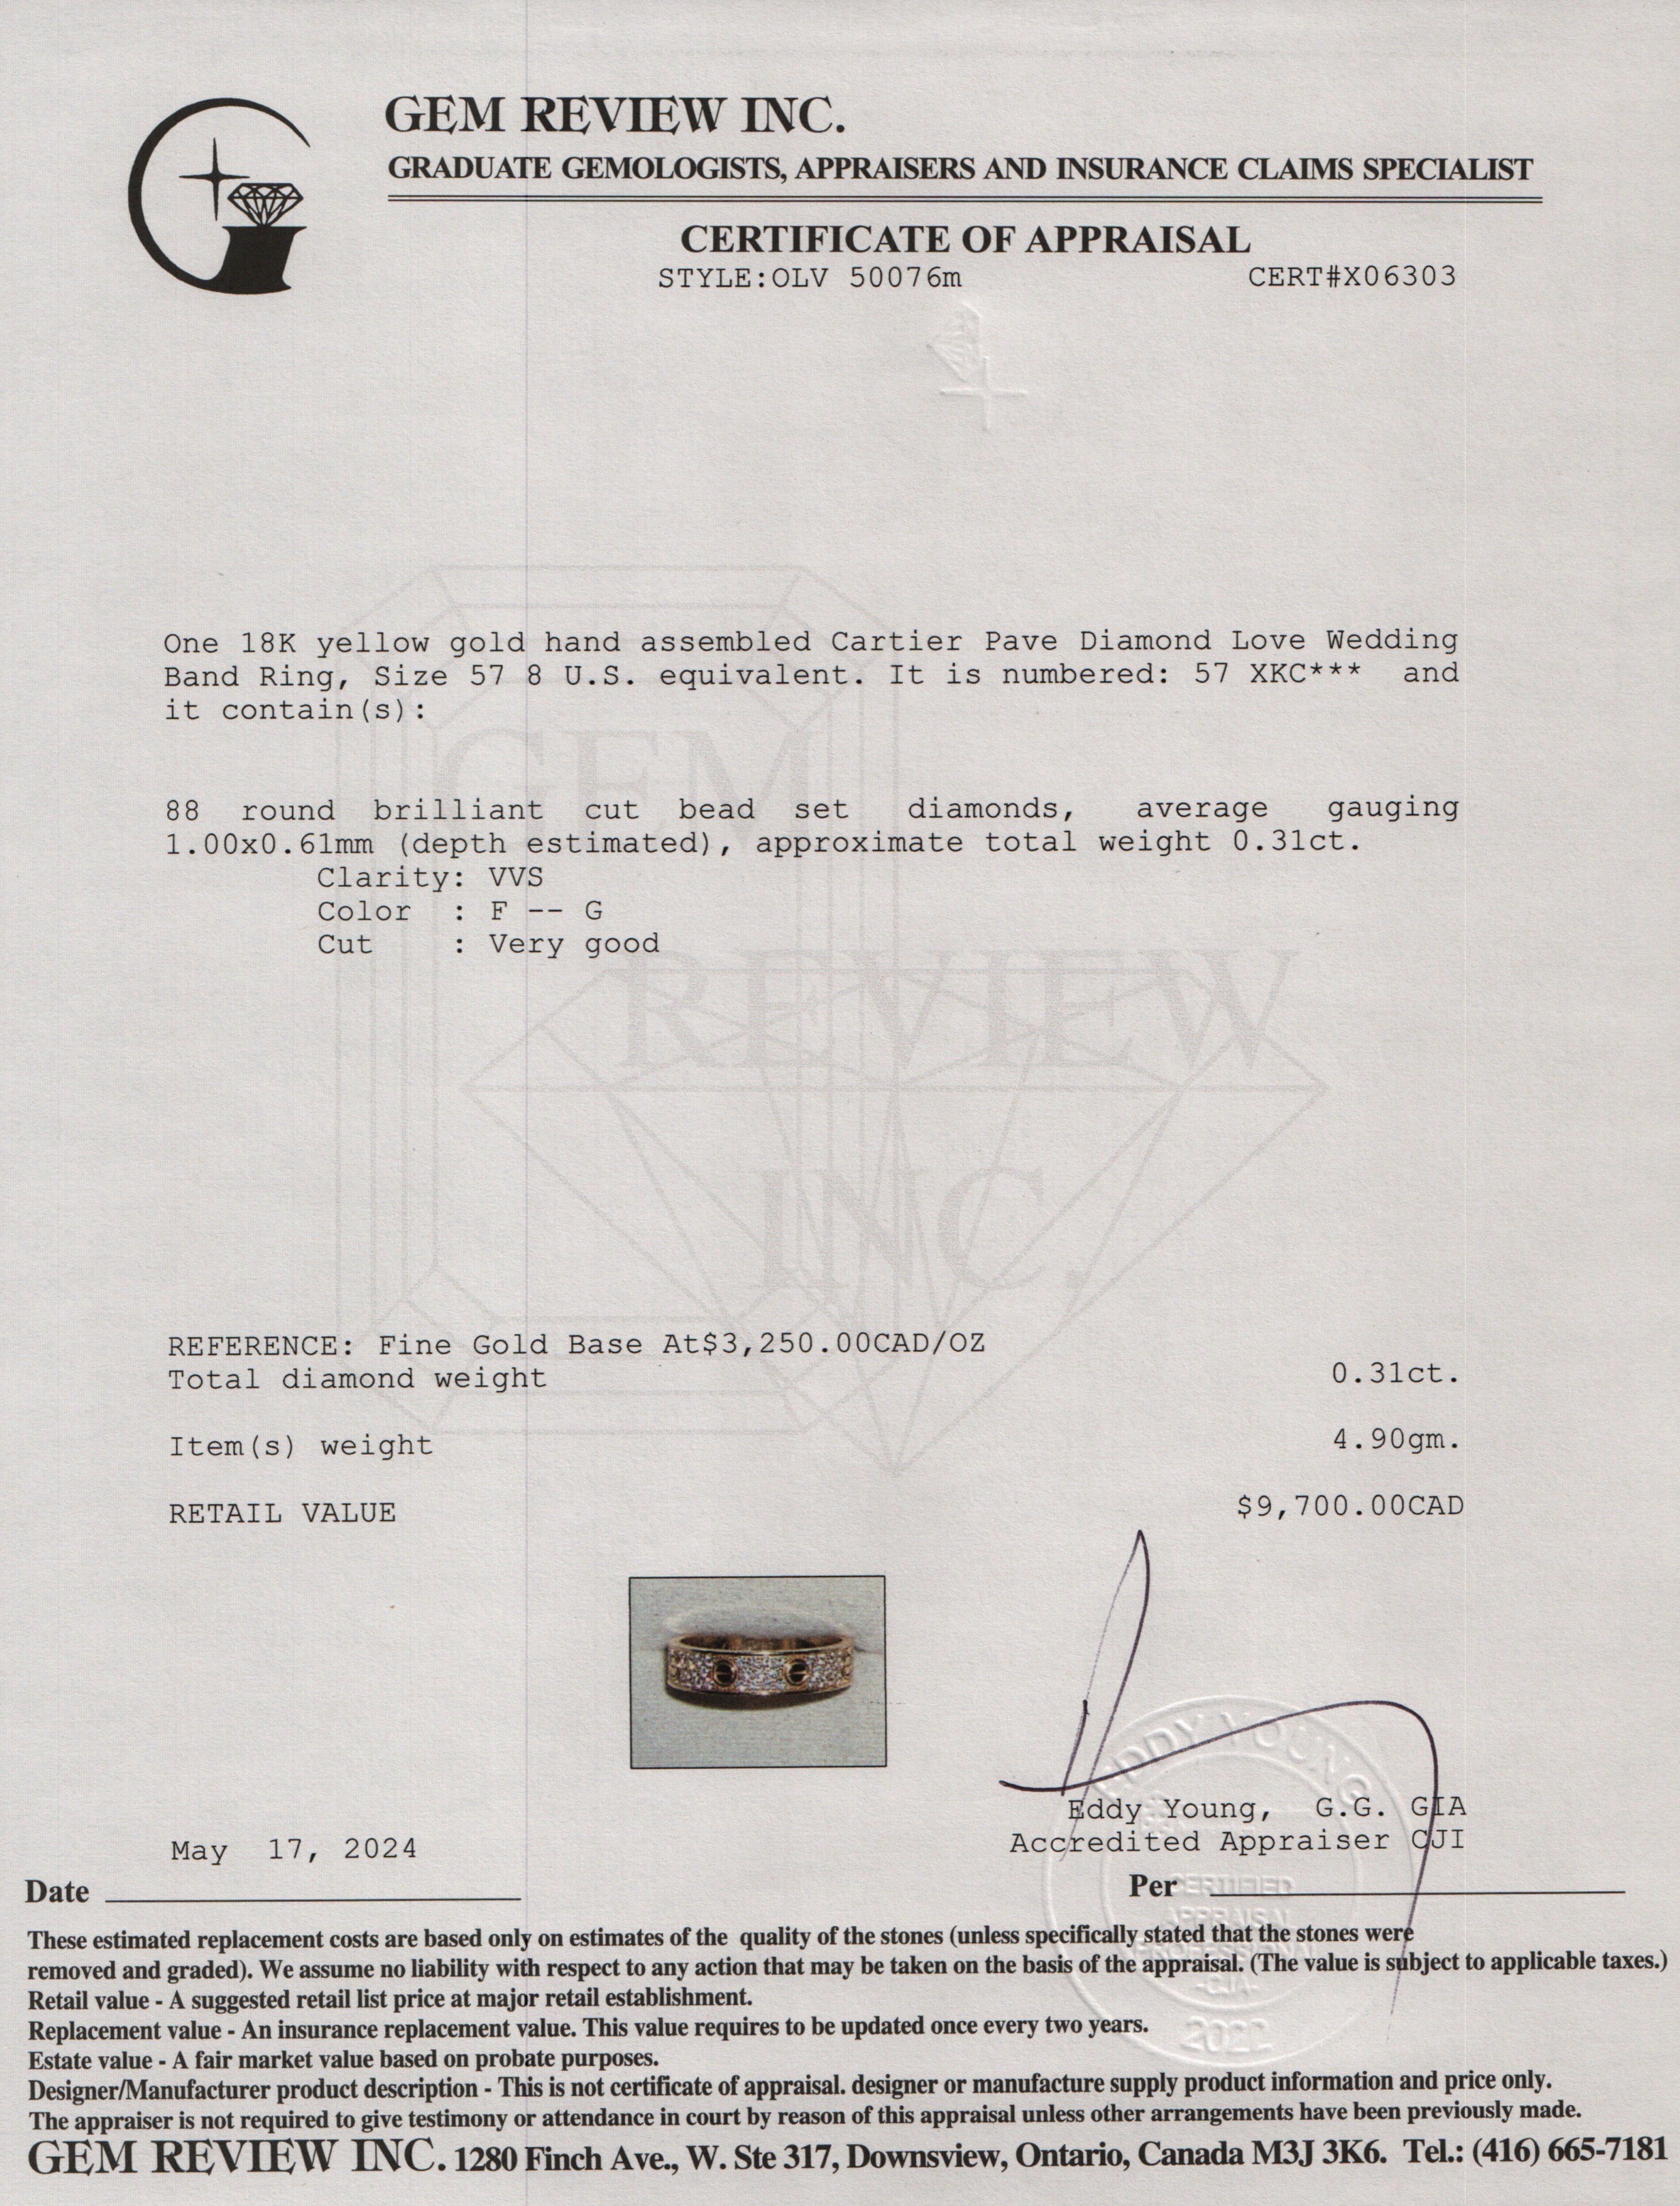 GEM REVIEW INC.
GRADUATE GEMOLOGISTS, APPRAISERS AND INSURANCE CLAIMS SPECIALIST
CERTIFICATE OF APPRAISAL
STYLE:OLV 50076m CERT#X06303
One 18K yellow gold hand assembled Cartier Pave Diamond Love Wedding
Band Ring, Size 57 8 U.S. equivalent. It is numbered: 57 XKC*** and
it contain(s):
88 round brilliant cut bead set diamonds, average gauging
1.00x0.61mm (depth estimated), approximate total weight 0.31ct.
Clarity: VVS
Color : F -- G
Cut : Very good
GEM
REVIEW
INC.
REFERENCE: Fine Gold Base At$3,250.00CAD/OZ
Total diamond weight 0.31ct.
Item(s) weight 4.90gm.
RETAIL VALUE $9,700.00CAD
EDDY YOUNG
Eddy Young, G.G. GIA
Accredited Appraiser CJI
May 17, 2024
Date
Per
CERTIFIED
APPRAISAL
PROFESSION
-CJA-
2022
These estimated replacement costs are based only on estimates of the quality of the stones (unless specifically stated that the stones were
removed and graded). We assume no liability with respect to any action that may be taken on the basis of the appraisal. (The value is subject to applicable taxes.)
Retail value - A suggested retail list price at major retail establishment.
Replacement value - An insurance replacement value. This value requires to be updated once every two years.
Estate value - A fair market value based on probate purposes.
Designer/Manufacturer product description - This is not certificate of appraisal. designer or manufacture supply product information and price only.
The appraiser is not required to give testimony or attendance in court by reason of this appraisal unless other arrangements have been previously made.
GEM REVIEW INC. 1280 Finch Ave., W. Ste 317, Downsview, Ontario, Canada M3J 3K6. Tel.: (416) 665-7181